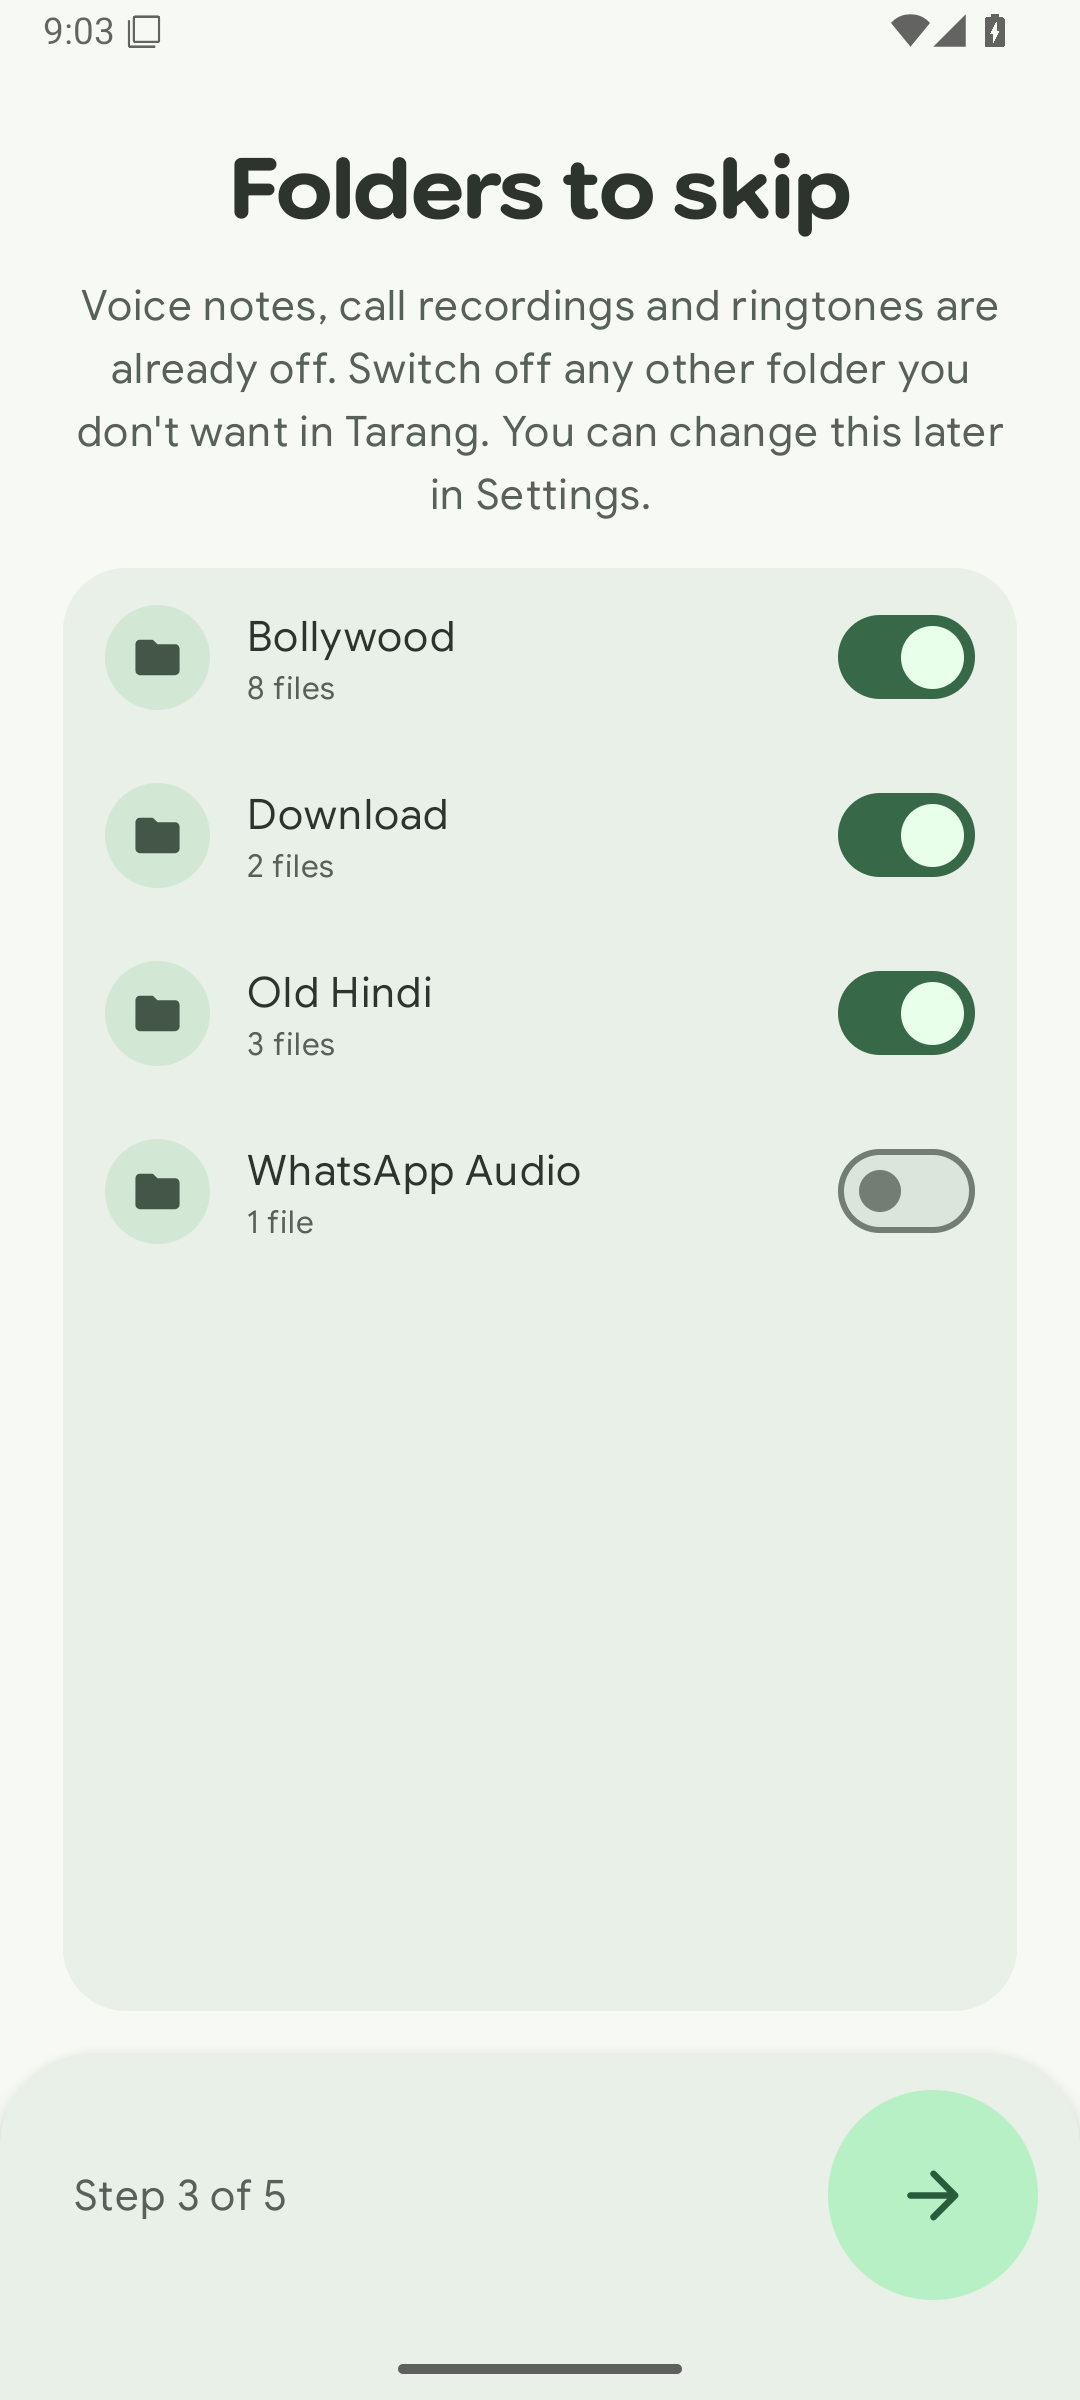 9:03
Folders to skip
Voice notes, call recordings and ringtones are
already off. Switch off any other folder you
don't want in Tarang. You can change this later
in Settings.
Bollywood
8 files
Download
2 files
Old Hindi
3 files
WhatsApp Audio
1 file
Step 3 of 5